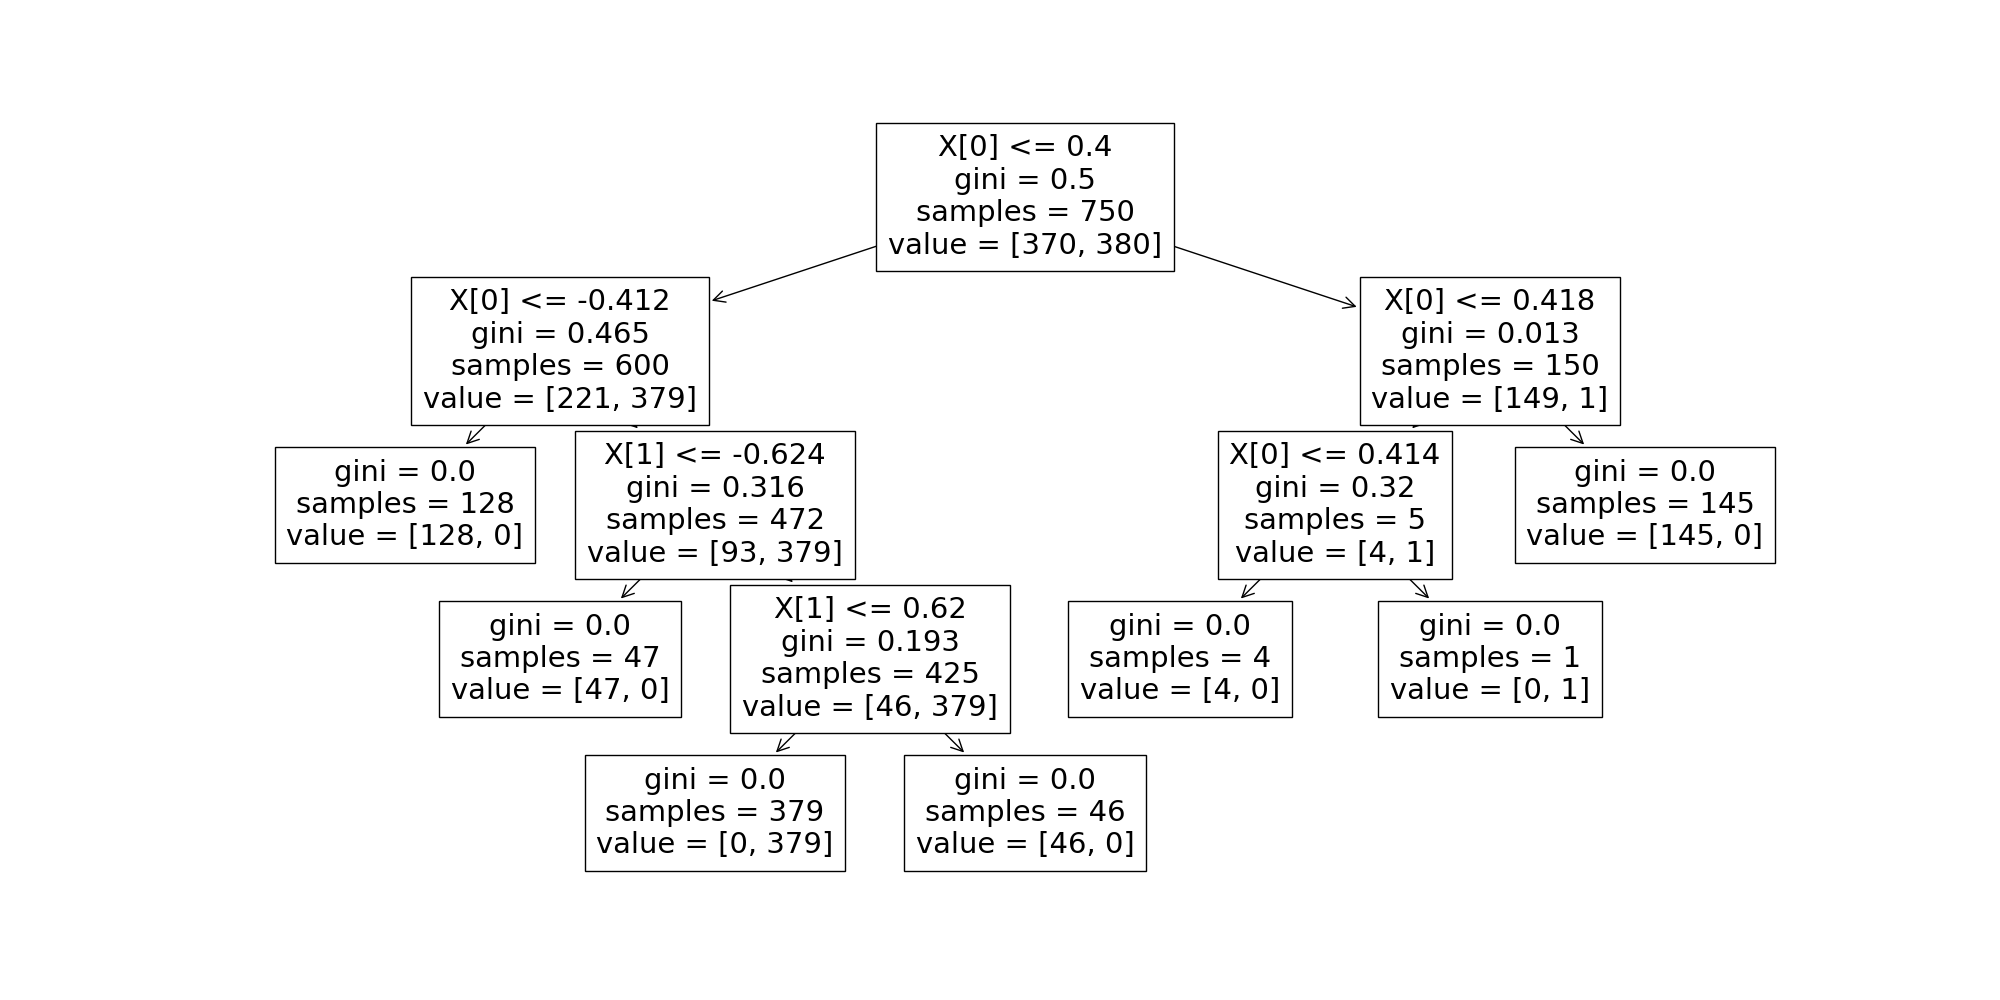 X[0] <= 0.4
gini = 0.5
samples = 750
value = [370, 380]
X[0] <= -0.412
gini = 0.465
samples = 600
value = [221, 379]
X[0] <= 0.418
gini = 0.013
samples = 150
value = [149, 1]
gini = 0.0
samples = 128
value = [128, 0]
X[1] <= -0.624
gini = 0.316
samples = 472
value = [93, 379]
X[0] <= 0.414
gini = 0.32
samples = 5
value = [4, 1]
gini = 0.0
samples = 145
value = [145, 0]
gini = 0.0
samples = 47
value = [47, 0]
X[1] <= 0.62
gini = 0.193
samples = 425
value = [46, 379]
gini = 0.0
samples = 4
value = [4, 0]
gini = 0.0
samples = 1
value = [0, 1]
gini = 0.0
samples = 379
value = [0, 379]
gini = 0.0
samples = 46
value = [46, 0]